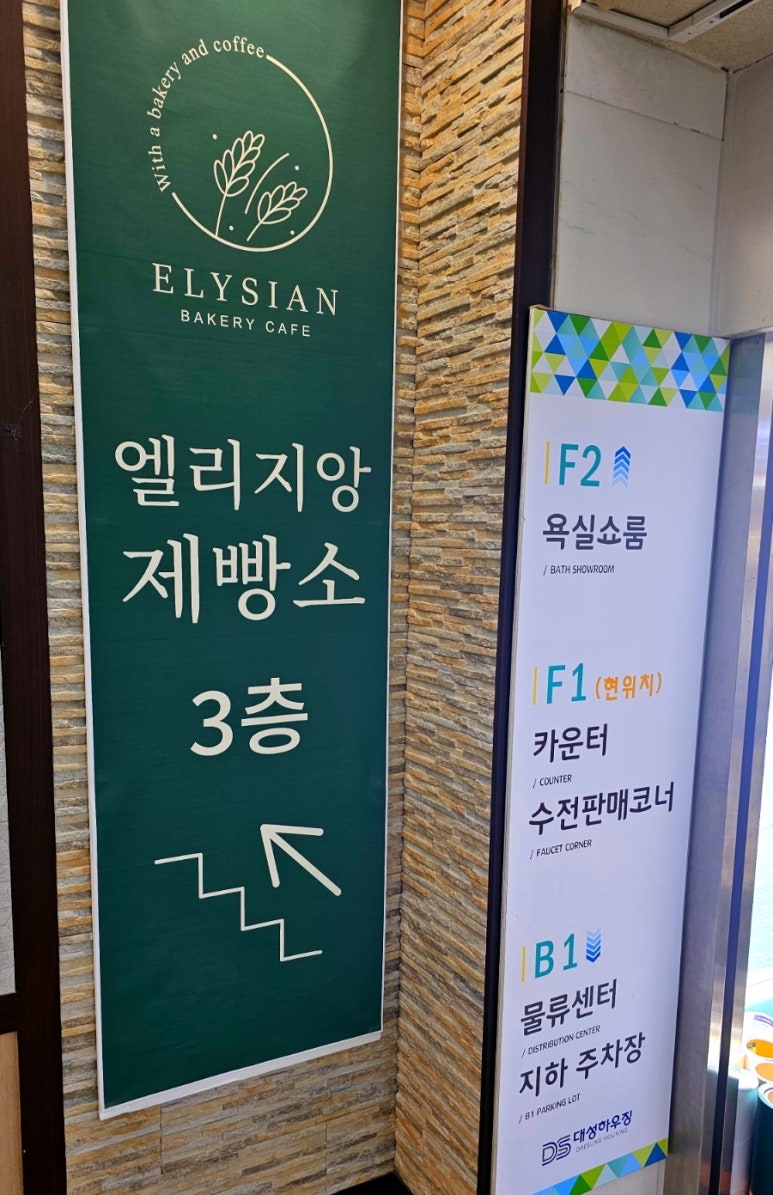 With a bakery and coffee
ELYSIAN
BAKERY CAFE
엘리지앙
제빵소
3층
F2
욕실쇼룸
/ BATH SHOWROOM
F1 (현위치)
카운터
/ COUNTER
수전판매코너
/ FAUCET CORNER
B1
물류센터
/ DISTRIBUTION CENTER
지하 주차장
/ B1 PARKING LOT
DS 대성하우징
DAESUNG HOUSING